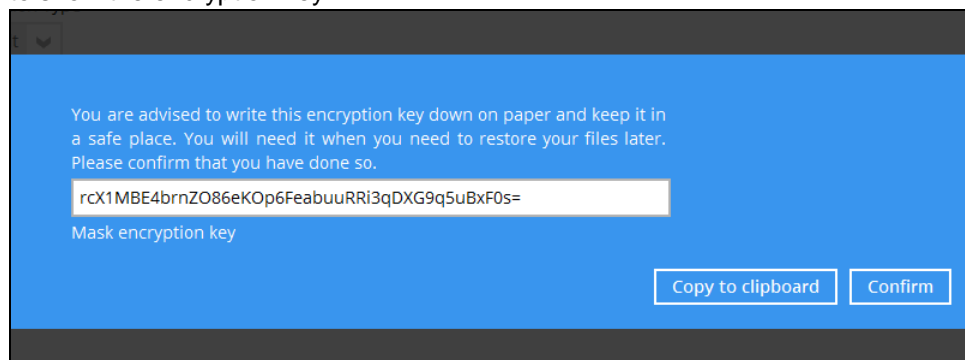 You are advised to write this encryption key down on paper and keep it in
a safe place. You will need it when you need to restore your files later.
Please confirm that you have done so.
rcX1MBE4brnZO86eKOp6FeabuuRRi3qDXG9q5uBxF0s=
Mask encryption key
Copy to clipboard Confirm